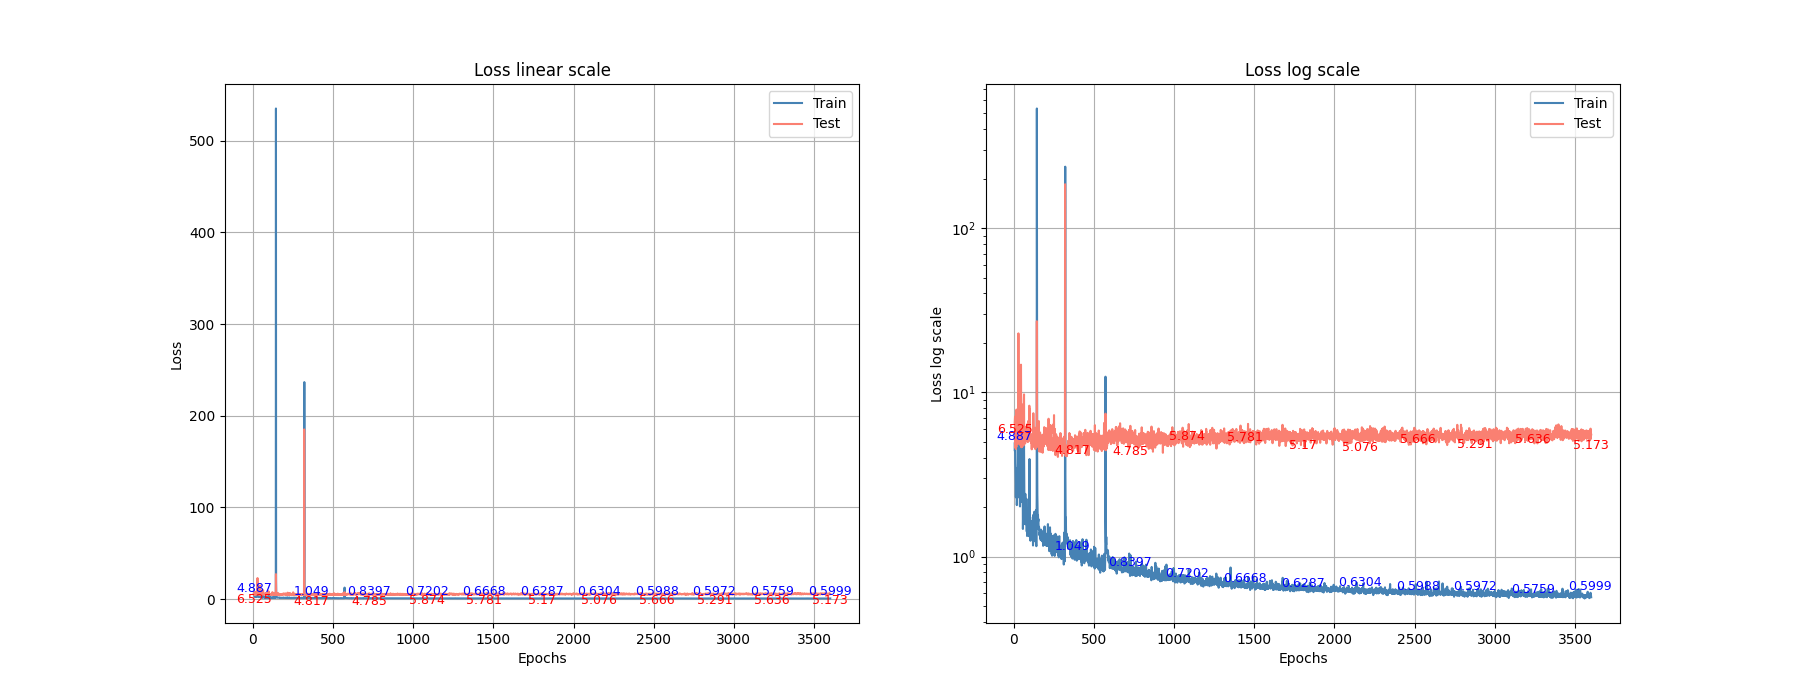 Loss linear scale
Train
Test
500
400
300
200
100
0
Loss
4.887 1.049 0.8397 0.7202 0.6668 0.6287 0.6304 0.5988 0.5972 0.5759 0.5999
6.525 4.817 4.785 5.874 5.781 5.17 5.076 5.666 5.291 5.636 5.173
0 500 1000 1500 2000 2500 3000 3500
Epochs
Loss log scale
Train
Test
10²
10¹
10⁰
Loss log scale
6.525 4.817 4.785 5.874 5.781 5.17 5.076 5.666 5.291 5.636 5.173
4.887 1.049 0.8397 0.7202 0.6668 0.6287 0.6304 0.5988 0.5972 0.5759 0.5999
0 500 1000 1500 2000 2500 3000 3500
Epochs